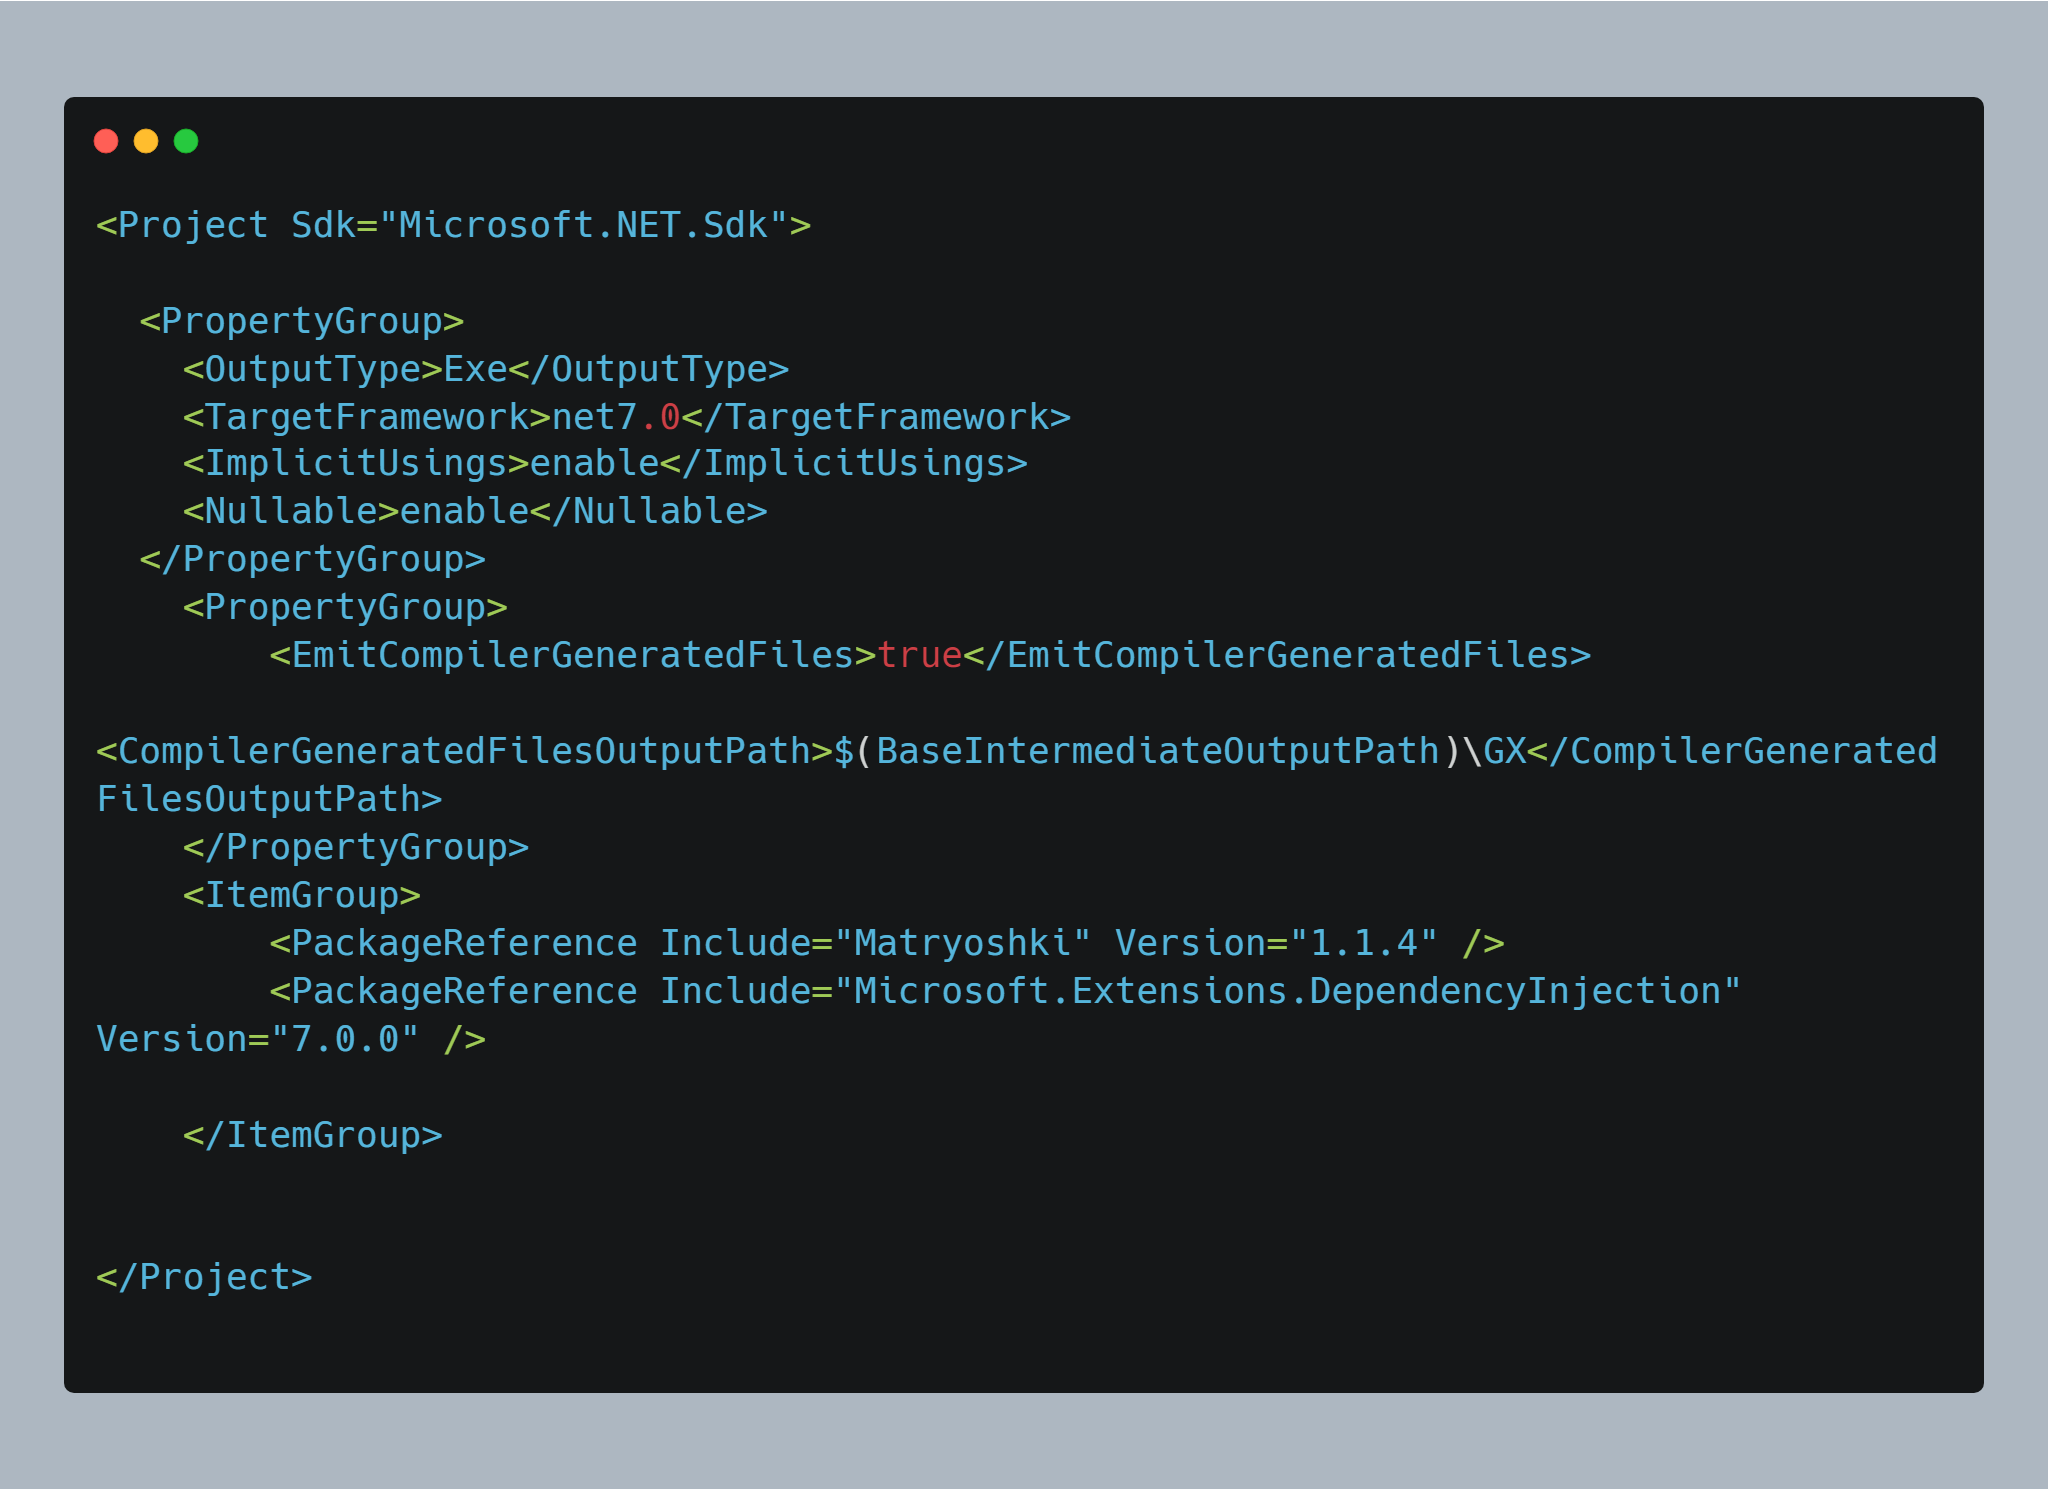 <Project Sdk="Microsoft.NET.Sdk">

  <PropertyGroup>
    <OutputType>Exe</OutputType>
    <TargetFramework>net7.0</TargetFramework>
    <ImplicitUsings>enable</ImplicitUsings>
    <Nullable>enable</Nullable>
  </PropertyGroup>
    <PropertyGroup>
        <EmitCompilerGeneratedFiles>true</EmitCompilerGeneratedFiles>

<CompilerGeneratedFilesOutputPath>$(BaseIntermediateOutputPath)\GX</CompilerGenerated
FilesOutputPath>
    </PropertyGroup>
    <ItemGroup>
        <PackageReference Include="Matryoshki" Version="1.1.4" />
        <PackageReference Include="Microsoft.Extensions.DependencyInjection"
Version="7.0.0" />

    </ItemGroup>

</Project>